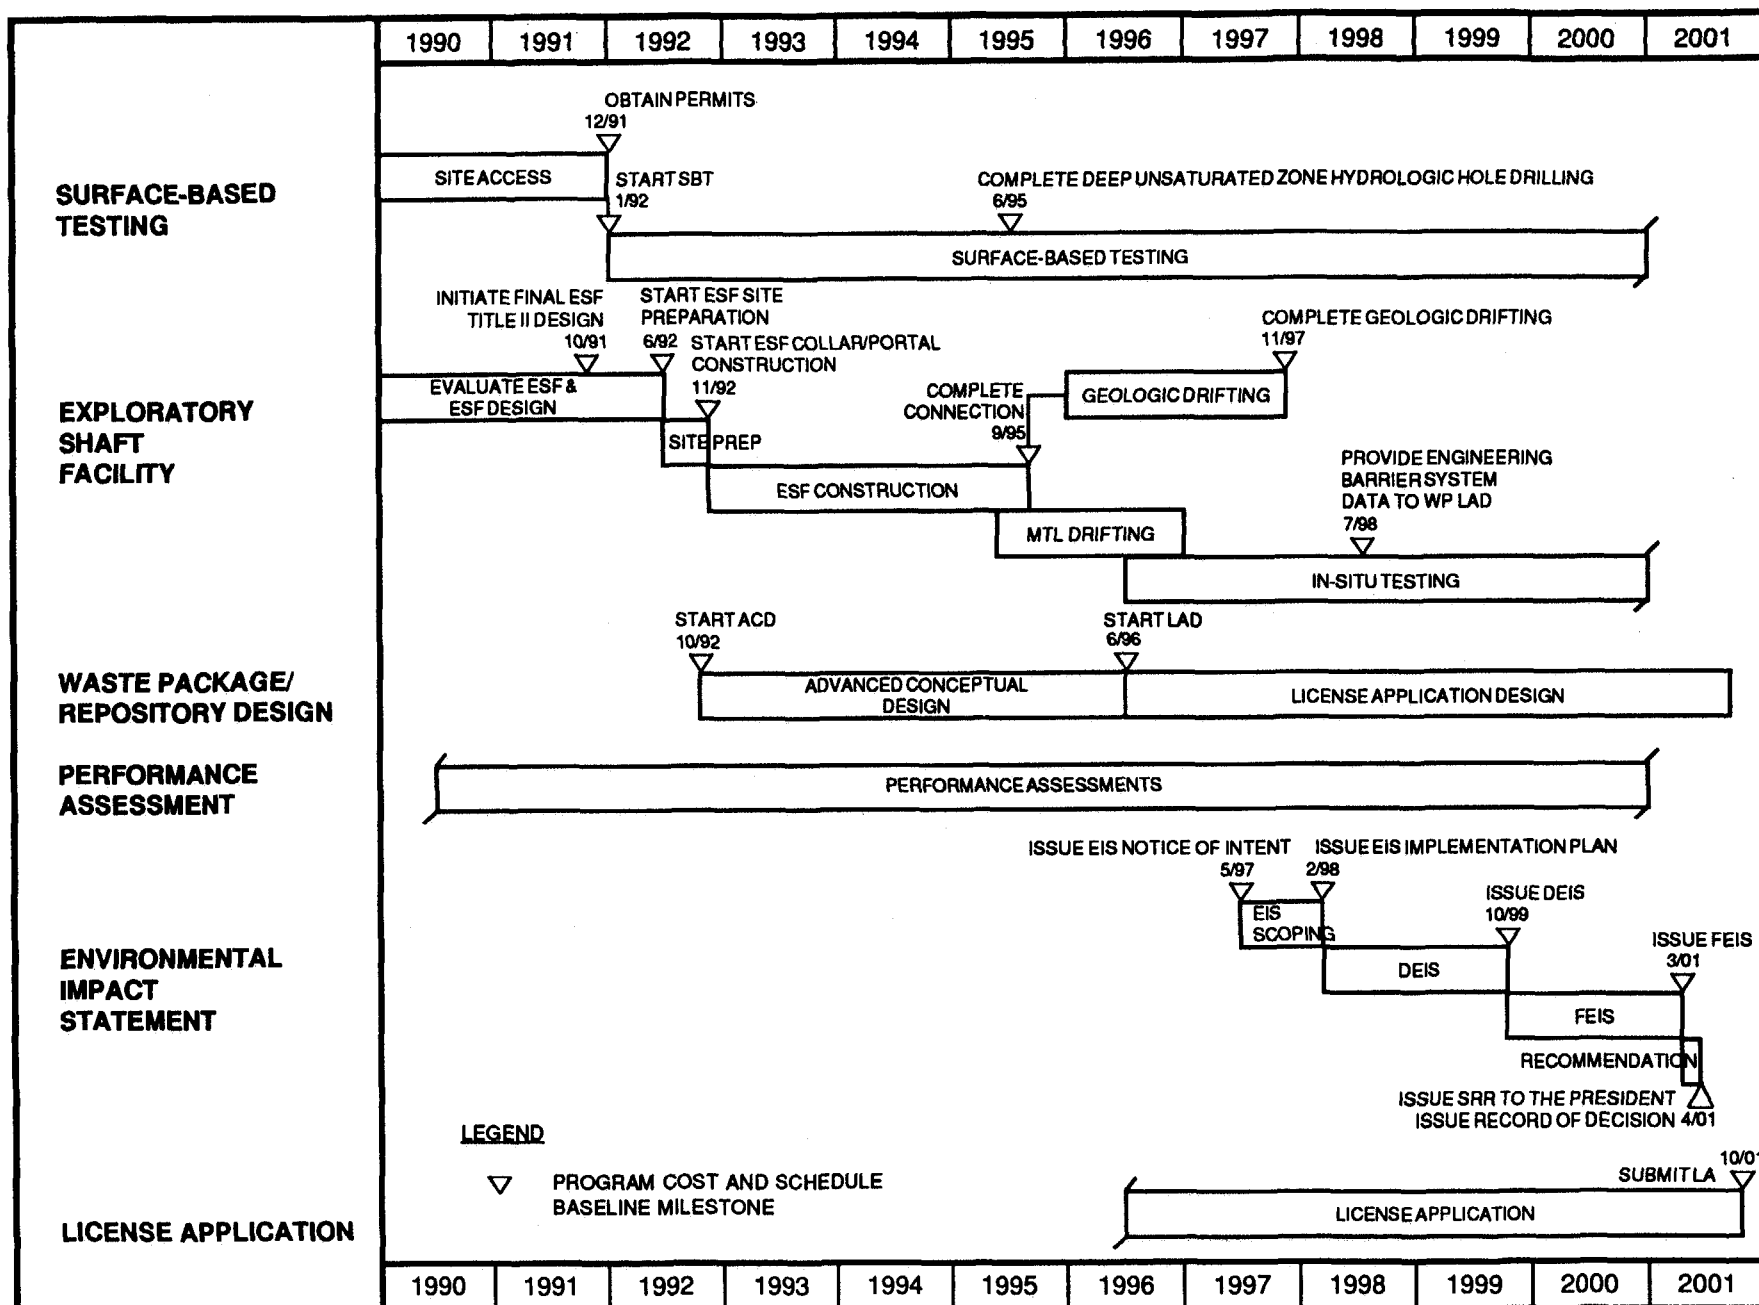 1990 1991 1992 1993 1994 1995 1996 1997 1998 1999 2000 2001
SURFACE-BASED
TESTING
OBTAIN PERMITS
12/91
SITE ACCESS
START SBT
1/92
COMPLETE DEEP UNSATURATED ZONE HYDROLOGIC HOLE DRILLING
6/95
SURFACE-BASED TESTING
EXPLORATORY
SHAFT
FACILITY
INITIATE FINAL ESF
TITLE II DESIGN
10/91
START ESF SITE
PREPARATION
6/92
START ESF COLLAR/PORTAL
CONSTRUCTION
11/92
EVALUATE ESF &
ESF DESIGN
SITE PREP
COMPLETE
CONNECTION
9/95
COMPLETE GEOLOGIC DRIFTING
11/97
GEOLOGIC DRIFTING
ESF CONSTRUCTION
MTL DRIFTING
PROVIDE ENGINEERING
BARRIER SYSTEM
DATA TO WP LAD
7/98
IN-SITU TESTING
WASTE PACKAGE/
REPOSITORY DESIGN
START ACD
10/92
START LAD
6/96
ADVANCED CONCEPTUAL
DESIGN
LICENSE APPLICATION DESIGN
PERFORMANCE
ASSESSMENT
PERFORMANCE ASSESSMENTS
ENVIRONMENTAL
IMPACT
STATEMENT
ISSUE EIS NOTICE OF INTENT
5/97
ISSUE EIS IMPLEMENTATION PLAN
2/98
EIS
SCOPING
ISSUE DEIS
10/99
DEIS
ISSUE FEIS
3/01
FEIS
RECOMMENDATION
ISSUE SRR TO THE PRESIDENT
ISSUE RECORD OF DECISION 4/01
LEGEND
PROGRAM COST AND SCHEDULE
BASELINE MILESTONE
LICENSE APPLICATION
10/01
SUBMIT LA
LICENSE APPLICATION
1990 1991 1992 1993 1994 1995 1996 1997 1998 1999 2000 2001